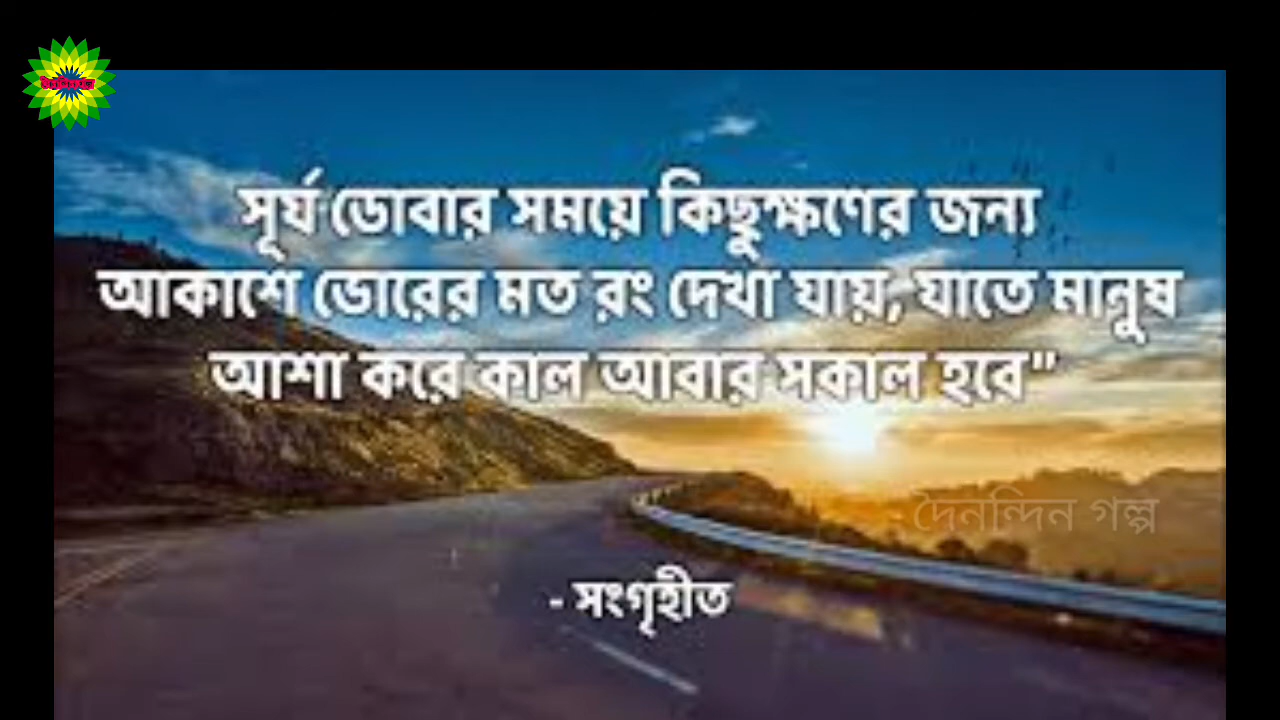 সূর্য ডোবার সময়ে কিছুক্ষণের জন্য
আকাশে ভোরের মত রং দেখা যায়, যাতে মানুষ
আশা করে কাল আবার সকাল হবে"
দৈনন্দিন গল্প
- সংগৃহীত